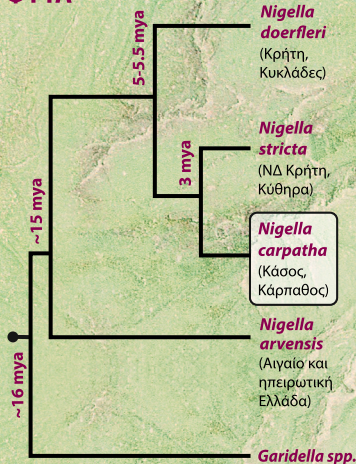 5-5.5 mya
Nigella
doerfleri
(Κρήτη,
Κυκλάδες)
3 mya
Nigella
stricta
(ΝΔ Κρήτη,
Κύθηρα)
~15 mya
Nigella
carpatha
(Κάσος,
Κάρπαθος)
Nigella
arvensis
(Αιγαίο και
ηπειρωτική
Ελλάδα)
~16 mya
Garidella spp.